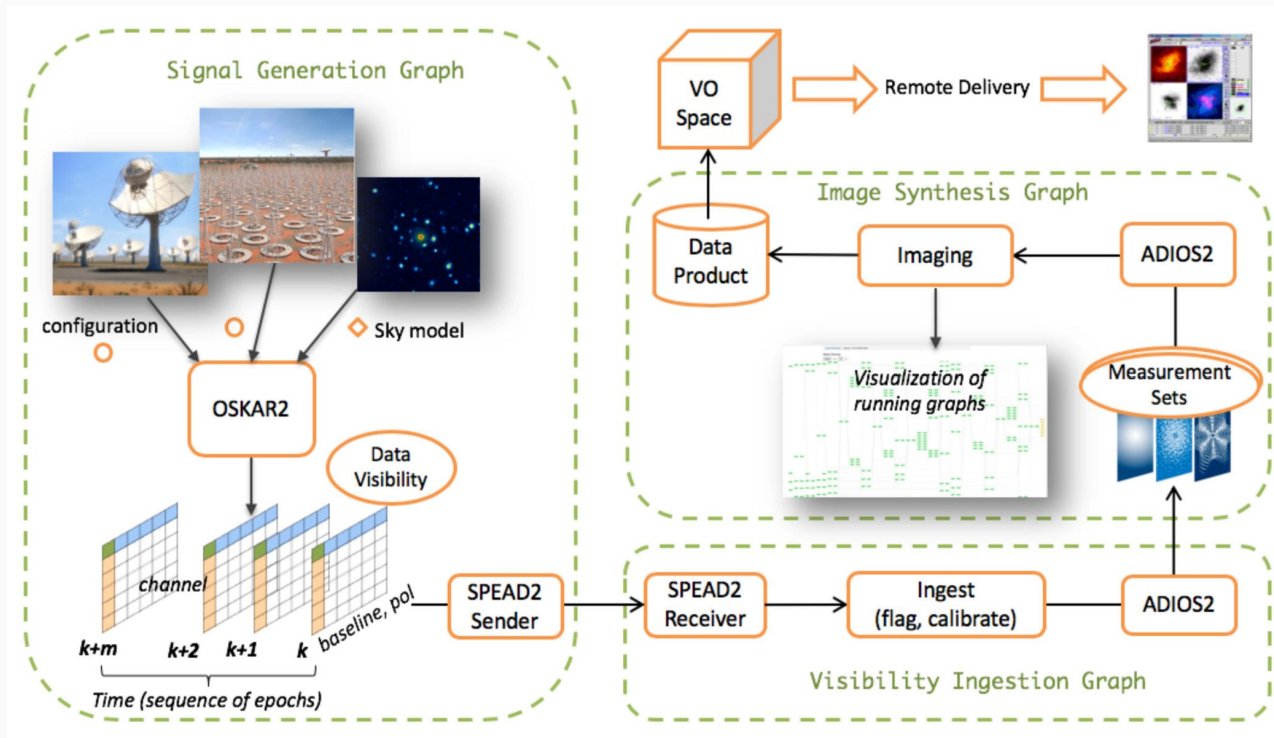 Signal Generation Graph
configuration
Sky model
OSKAR2
Data
Visibility
channel
baseline, pol
k+m
k+2
k+1
k
Time (sequence of epochs)
SPEAD2
Sender
VO
Space
Remote Delivery
Image Synthesis Graph
Data
Product
Imaging
ADIOS2
Visualization of
running graphs
Measurement
Sets
SPEAD2
Receiver
Ingest
(flag, calibrate)
ADIOS2
Visibility Ingestion Graph